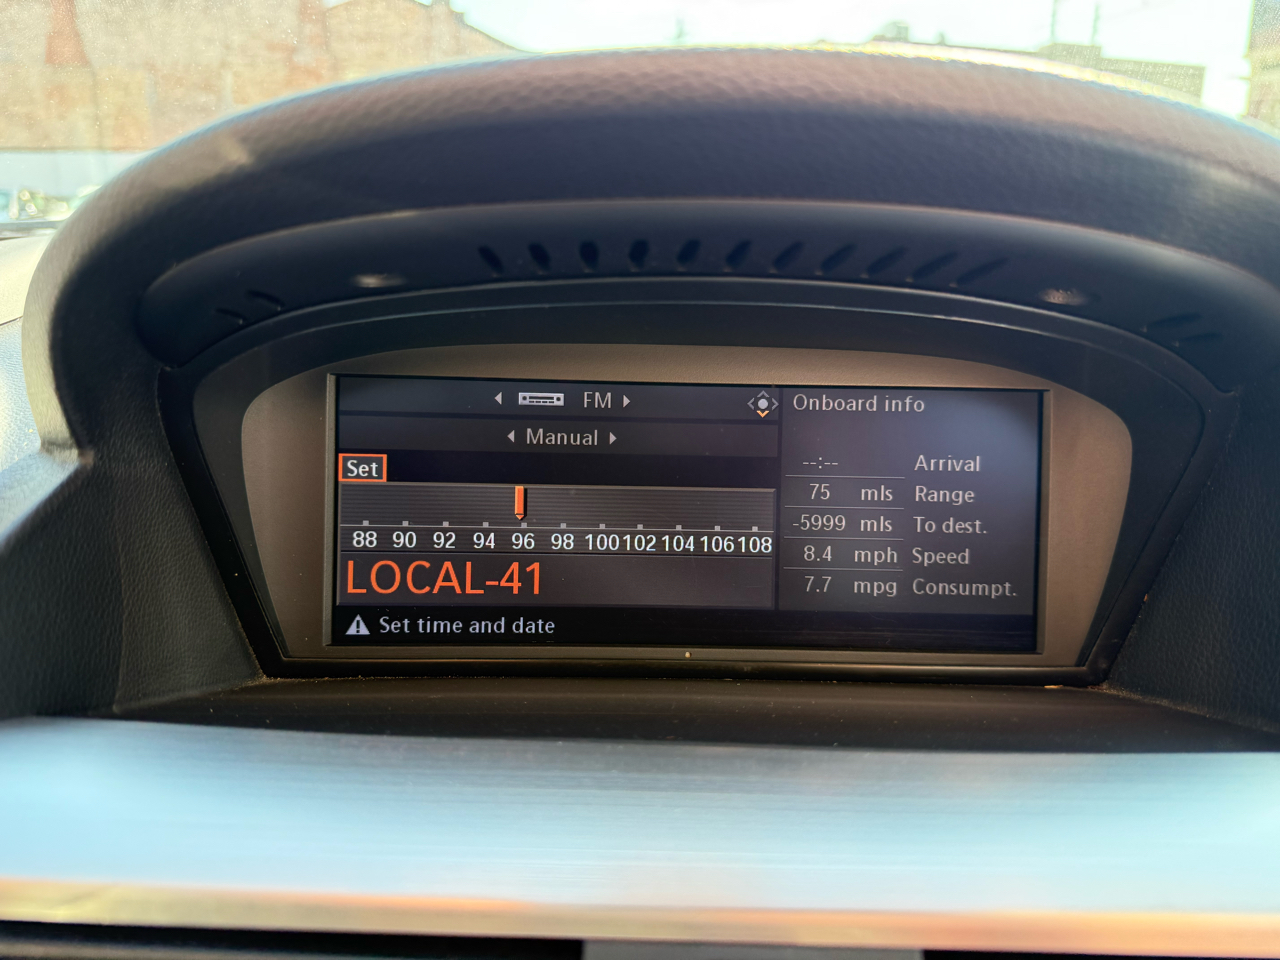 FM
Manual
Set
88 90 92 94 96 98 100 102 104 106 108
LOCAL-41
Set time and date
Onboard info
--:-- Arrival
75 mls Range
-5999 mls To dest.
8.4 mph Speed
7.7 mpg Consumpt.